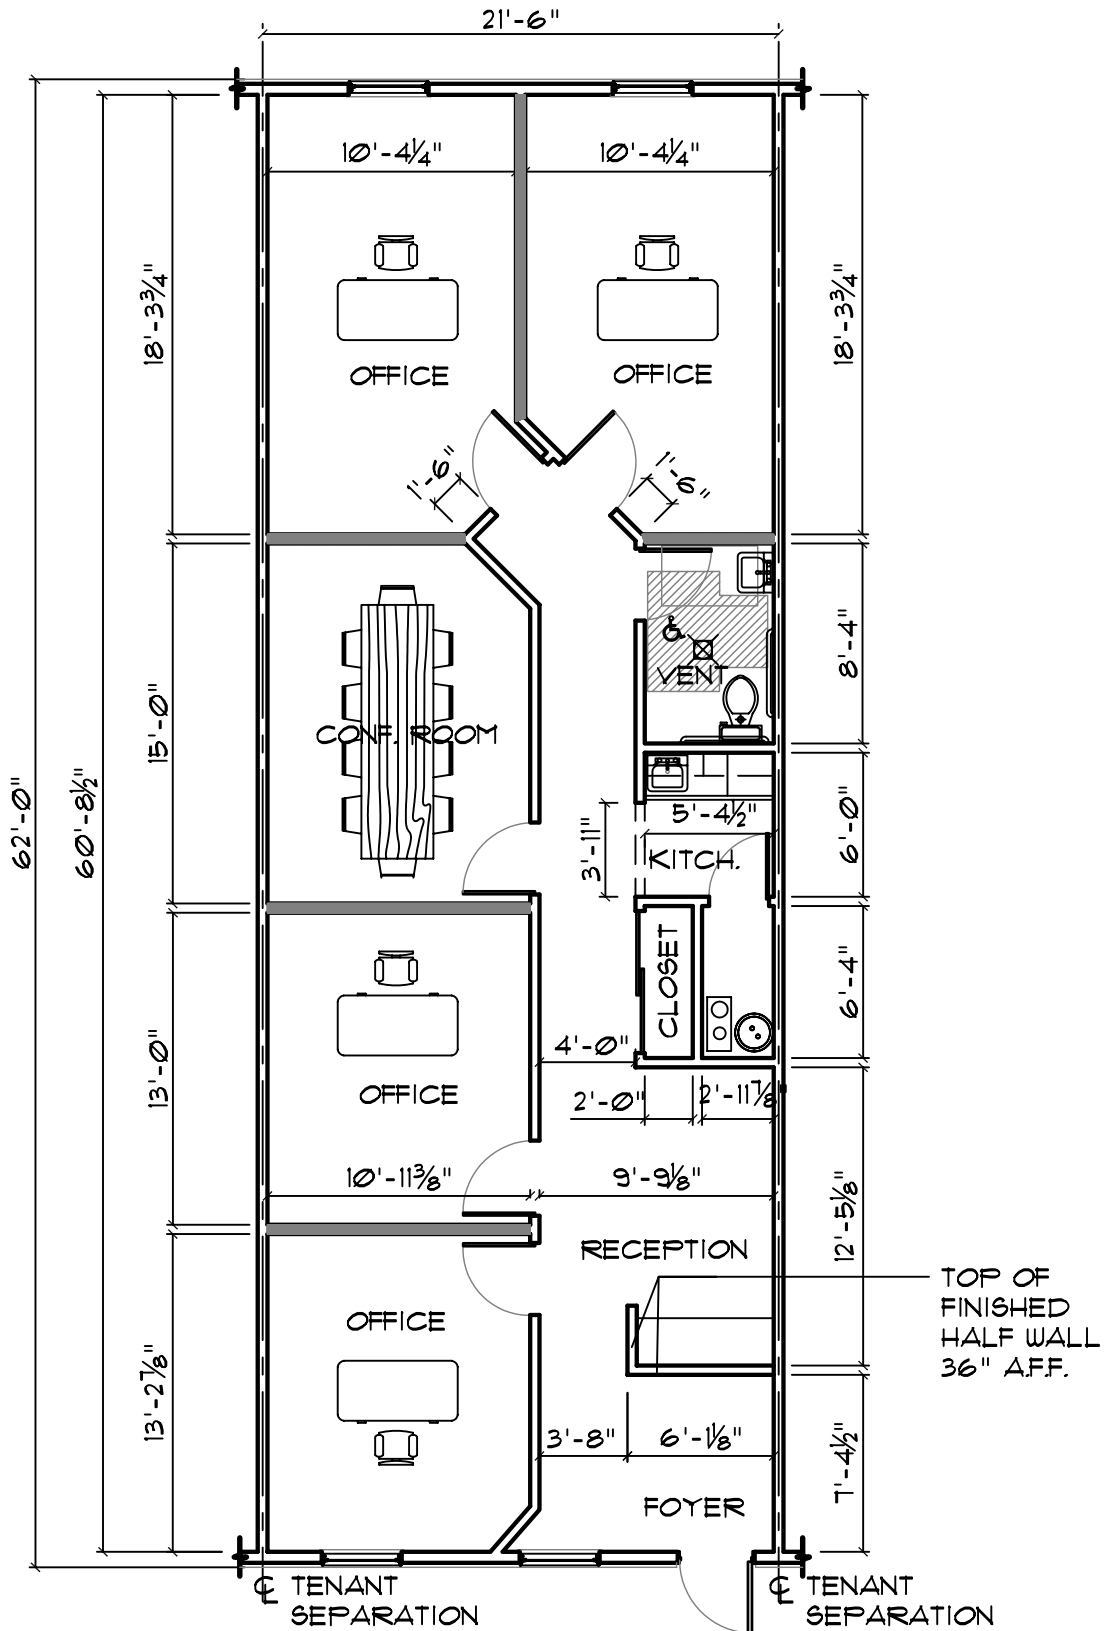 21'-6"
10'-4¼"
10'-4¼"
18'-3¾"
18'-3¾"
OFFICE
OFFICE
1'-6"
1'-6"
8'-4"
VENT
15'-0"
CONF. ROOM
62'-0"
60'-8½"
5'-4½"
3'-11"
6'-0"
KITCH.
CLOSET
6'-4"
4'-0"
13'-0"
OFFICE
2'-0"
2'-11⅞
10'-11⅜"
9'-9⅛"
12'-5⅛"
RECEPTION
TOP OF
FINISHED
HALF WALL
36" A.F.F.
OFFICE
13'-2⅞"
3'-8"
6'-1⅛"
7'-4½"
FOYER
℄ TENANT
SEPARATION
℄ TENANT
SEPARATION